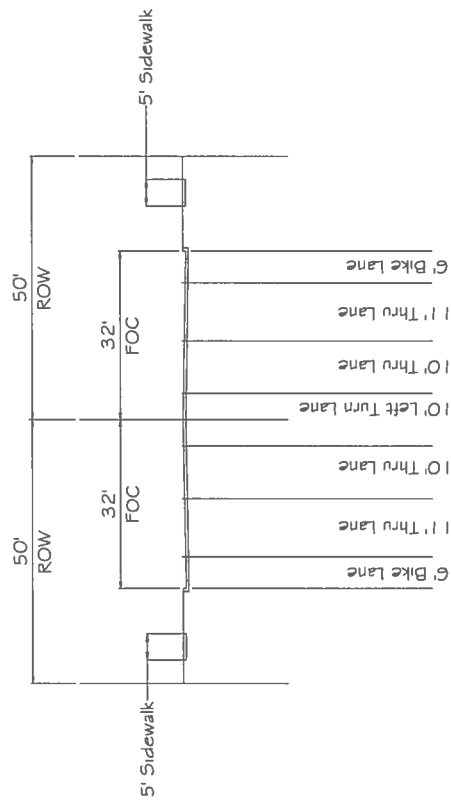 5' Sidewalk
50'
ROW
50'
ROW
32'
FOC
32'
FOC
5' Sidewalk
6' Bike Lane
11' Thru Lane
10' Thru Lane
10' Left Turn Lane
10' Thru Lane
11' Thru Lane
6' Bike Lane